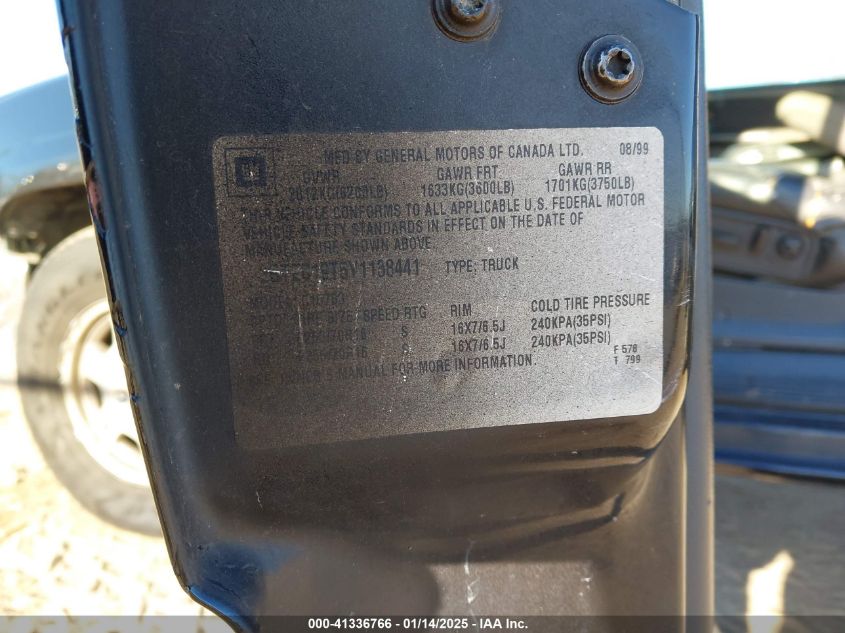 MFD BY GENERAL MOTORS OF CANADA LTD. 08/99
GVWR GAWR FRT GAWR RR
1633KG(3600LB) 1701KG(3750LB)
THIS VEHICLE CONFORMS TO ALL APPLICABLE U.S. FEDERAL MOTOR
VEHICLE SAFETY STANDARDS IN EFFECT ON THE DATE OF
MANUFACTURE SHOWN ABOVE.
TYPE: TRUCK
SPEED RTG RIM COLD TIRE PRESSURE
S 16X7/6.5J 240KPA(35PSI)
S 16X7/6.5J 240KPA(35PSI)
SEE OWNER'S MANUAL FOR MORE INFORMATION.
F 578
T 799
000-41336766 - 01/14/2025 - IAA Inc.